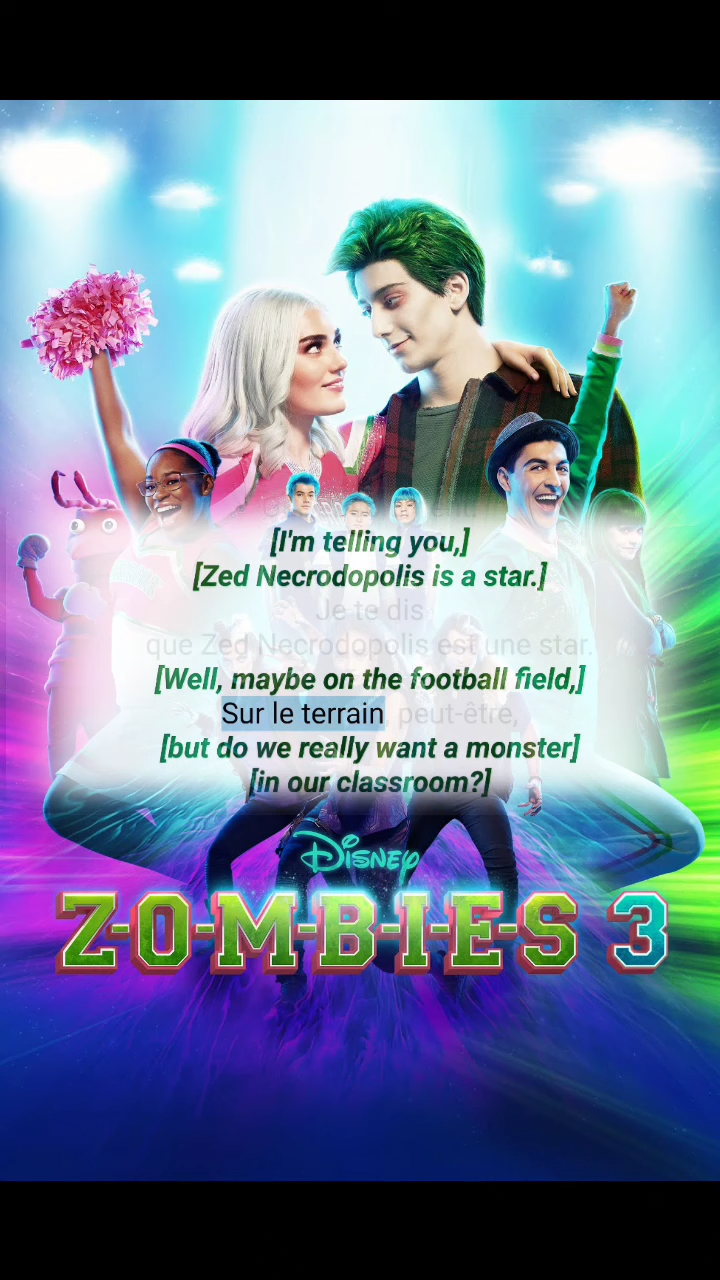 [I'm telling you,]
[Zed Necrodopolis is a star.]
Je te dis
que Zed Necrodopolis est une star.
[Well, maybe on the football field,]
Sur le terrain, peut-être,
[but do we really want a monster]
[in our classroom?]
Disney
Z-O-M-B-I-E-S 3